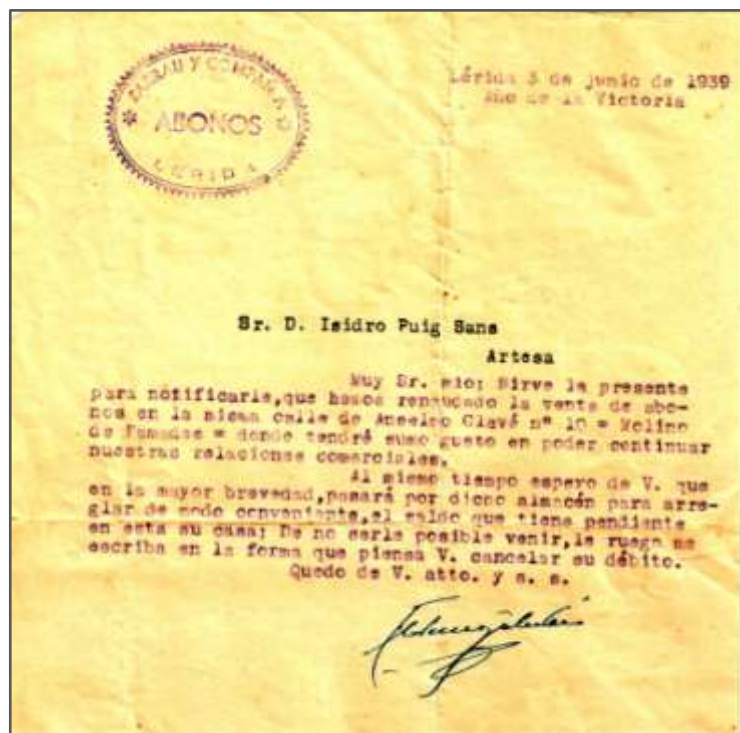 Y COMPAÑIA
ABONOS
LERIDA
Lérida 3 de junio de 1939
Año de la Victoria
Sr. D. Isidro Puig Sans
Artesa
Muy Sr. mio: Sirve la presente
para notificarle,que hemos renaudado la venta de abo-
nos en la misma calle de Anselmo Clavé nº 10 = Molino
de = donde tendré sumo gusto en poder continuar
nuestras relaciones comerciales.
Al mismo tiempo espero de V. que
en la mayor brevedad,pasará por dicho almacén para arre-
glar de modo conveniente,el saldo que tiene pendiente
en esta su casa; De no serle posible venir,le ruego me
escriba en la forma que piensa V. cancelar su débito.
Quedo de V. atto. y s. s.